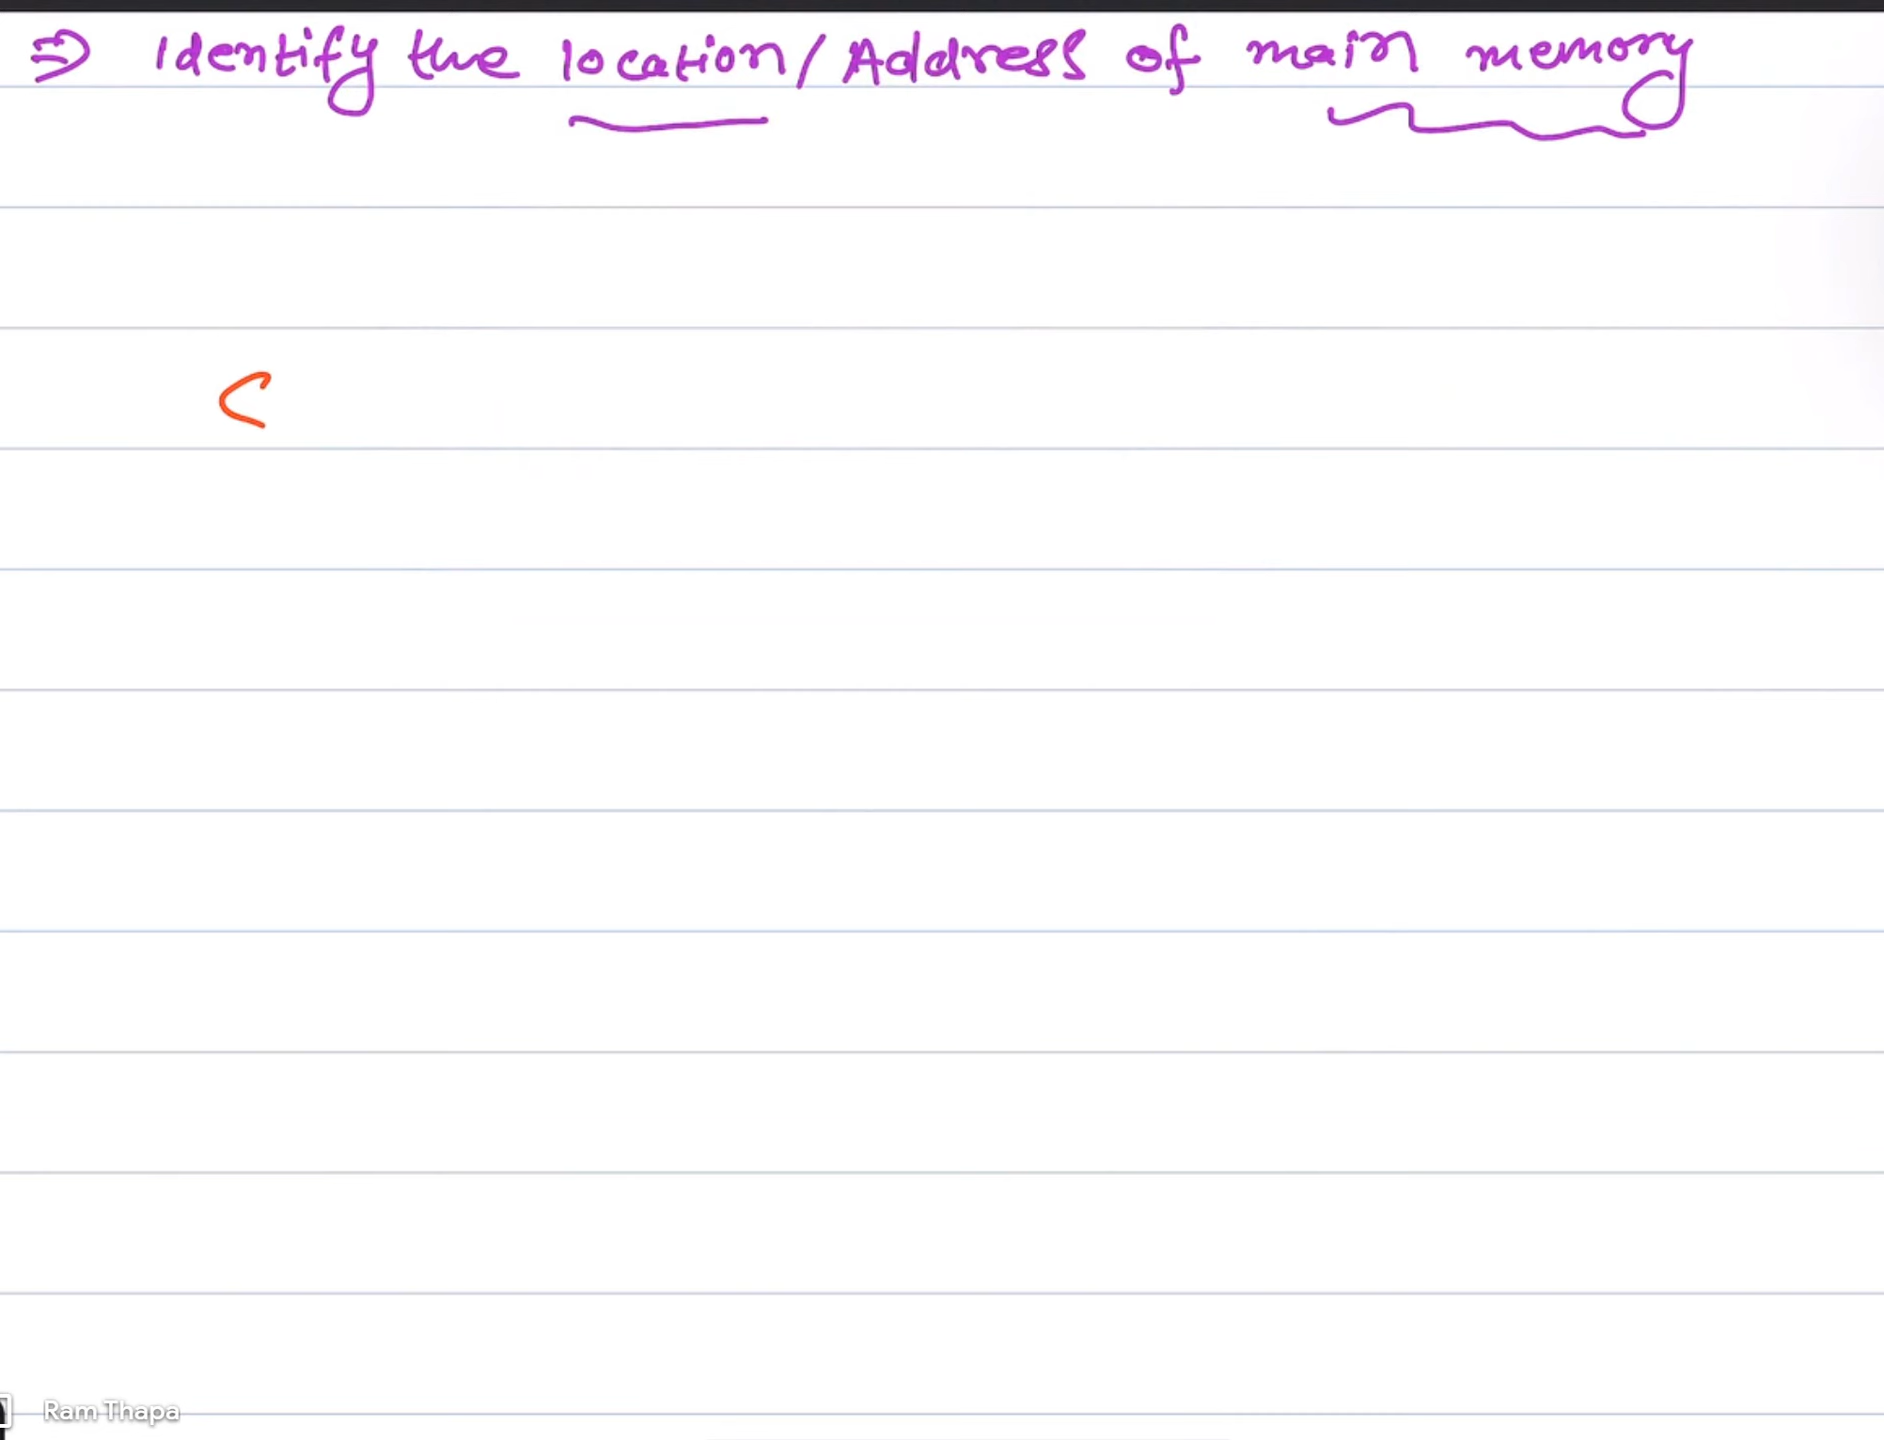 ⇒ Identify the location/Address of main memory
C
Ram Thapa